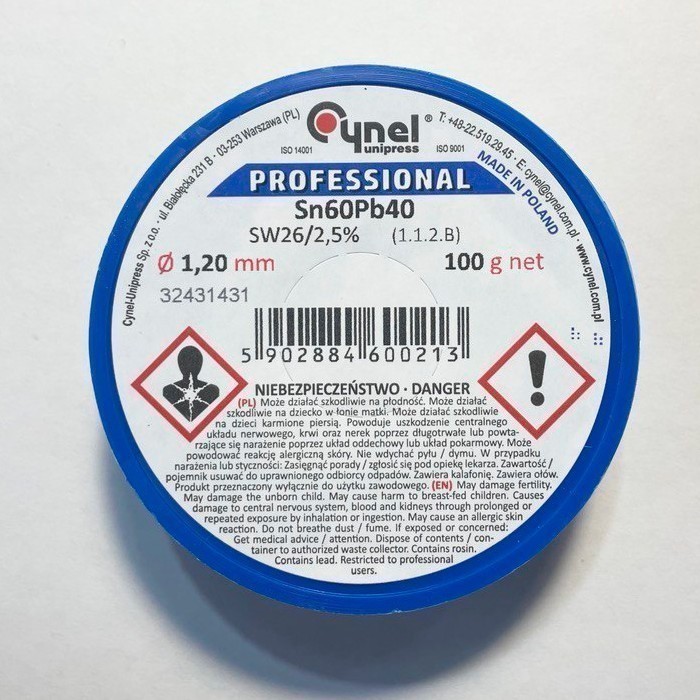 Cynel-Unipress Sp. z o.o. · ul. Białołęcka 231 B · 03-253 Warszawa (PL)
Cynel ®
unipress
ISO 14001
ISO 9001
T: +48-22.519.29.45 · E: cynel@cynel.com.pl · www.cynel.com.pl
MADE IN POLAND
PROFESSIONAL
Sn60Pb40
SW26/2,5% (1.1.2.B)
Ø 1,20 mm 100 g net
32431431
5 902884 600213
NIEBEZPIECZEŃSTWO · DANGER
(PL) Może działać szkodliwie na płodność. Może działać
szkodliwie na dziecko w łonie matki. Może działać szkodliwie
na dzieci karmione piersią. Powoduje uszkodzenie centralnego
układu nerwowego, krwi oraz nerek poprzez długotrwałe lub powta-
rzające się narażenie poprzez układ oddechowy lub układ pokarmowy. Może
powodować reakcję alergiczną skóry. Nie wdychać pyłu / dymu. W przypadku
narażenia lub styczności: Zasięgnąć porady / zgłosić się pod opiekę lekarza. Zawartość /
pojemnik usuwać do uprawnionego odbiorcy odpadów. Zawiera kalafonię. Zawiera ołów.
Produkt przeznaczony wyłącznie do użytku zawodowego. (EN) May damage fertility.
May damage the unborn child. May cause harm to breast-fed children. Causes
damage to central nervous system, blood and kidneys through prolonged or
repeated exposure by inhalation or ingestion. May cause an allergic skin
reaction. Do not breathe dust / fume. If exposed or concerned:
Get medical advice / attention. Dispose of contents / con-
tainer to authorized waste collector. Contains rosin.
Contains lead. Restricted to professional
users.